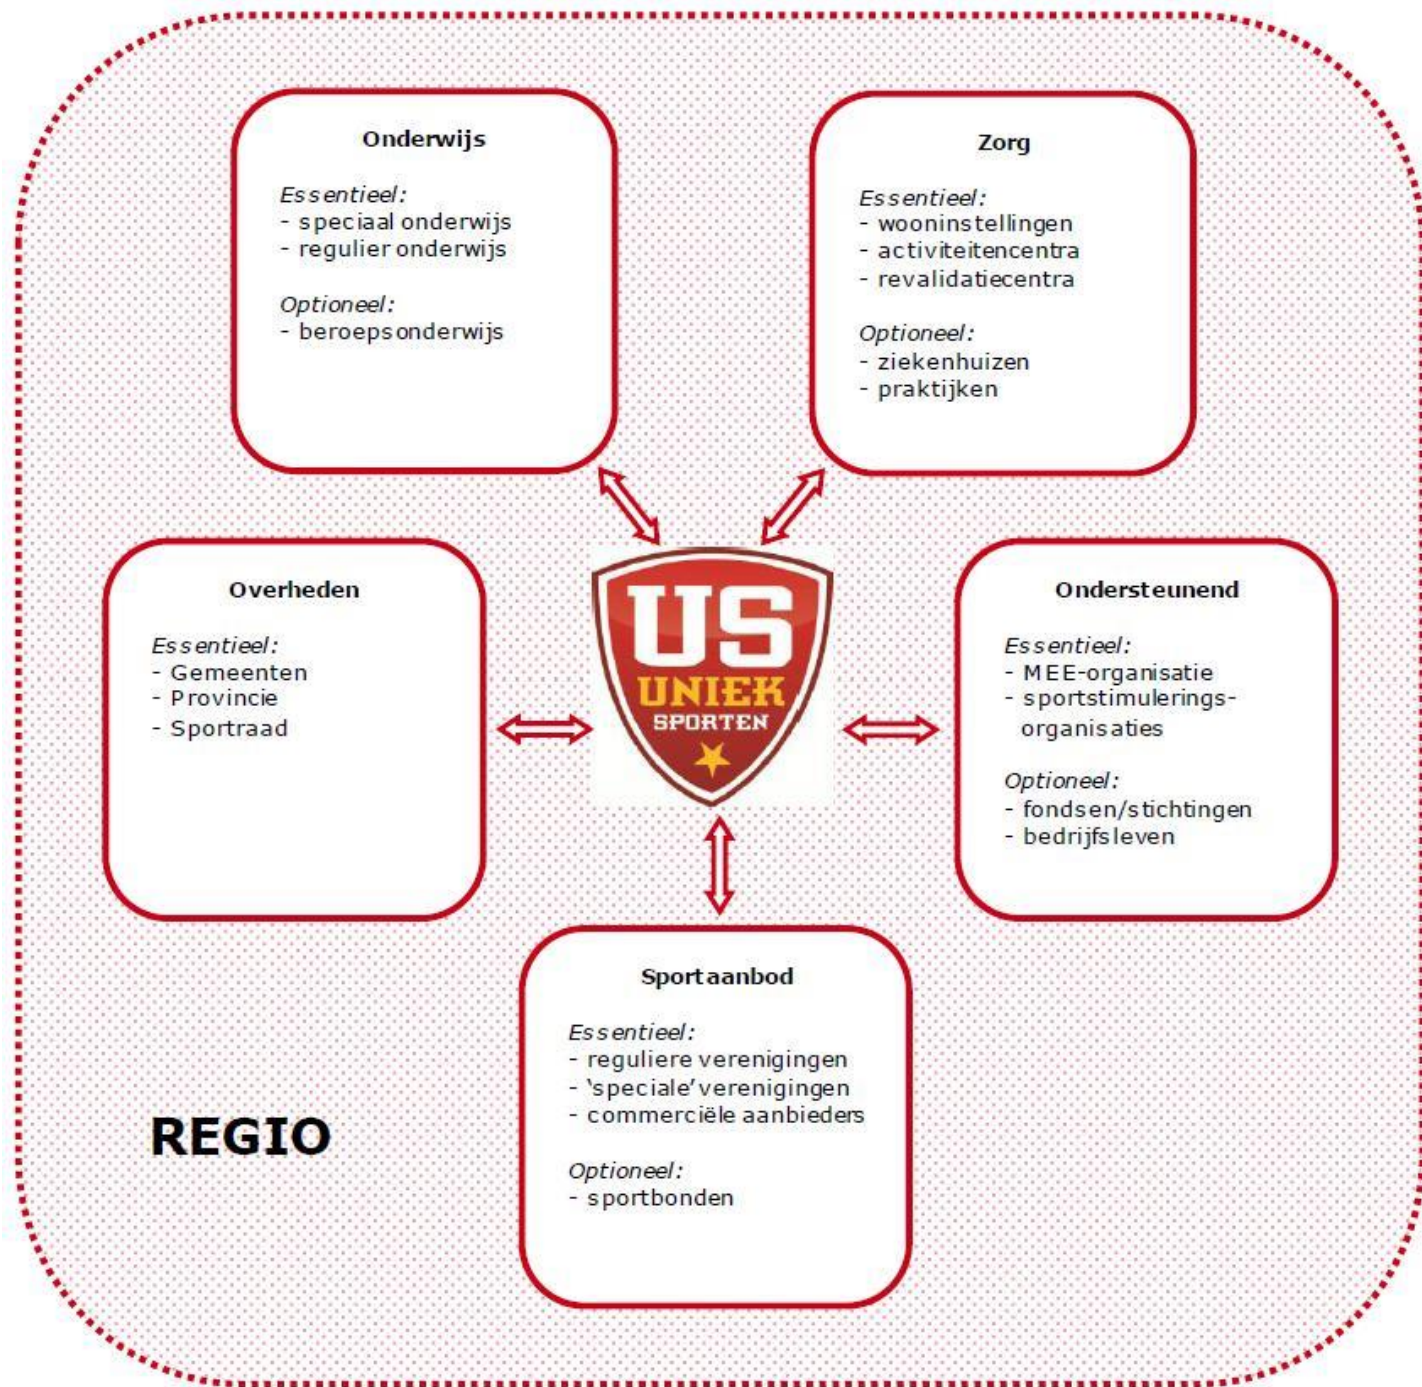 Onderwijs
Essentieel:
- speciaal onderwijs
- regulier onderwijs
Optioneel:
- beroepsonderwijs
Zorg
Essentieel:
- wooninstellingen
- activiteitencentra
- revalidatiecentra
Optioneel:
- ziekenhuizen
- praktijken
Overheden
Essentieel:
- Gemeenten
- Provincie
- Sportraad
US
UNIEK
SPORTEN
Ondersteunend
Essentieel:
- MEE-organisatie
- sportstimulerings-
organisaties
Optioneel:
- fondsen/stichtingen
- bedrijfsleven
Sportaanbod
Essentieel:
- reguliere verenigingen
- ‘speciale’ verenigingen
- commerciële aanbieders
Optioneel:
- sportbonden
REGIO